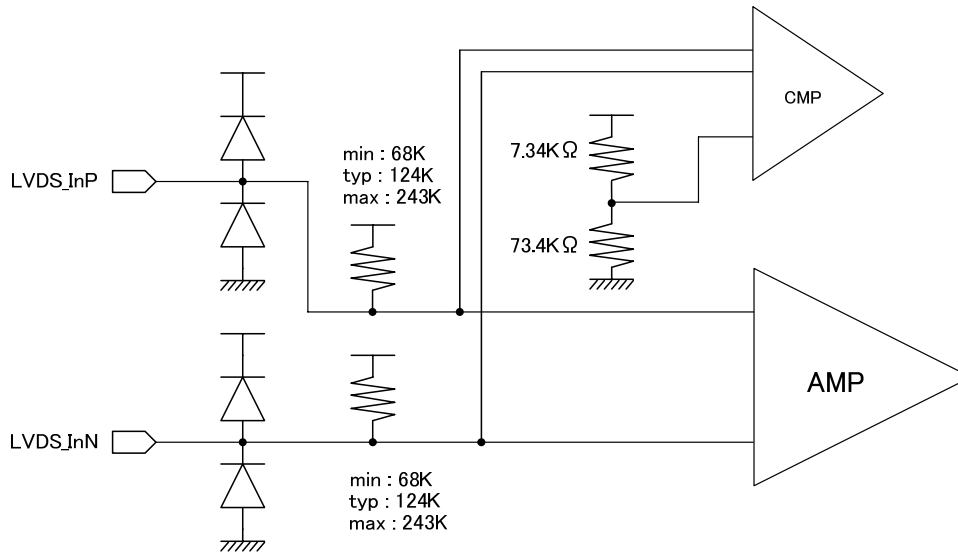 CMP
7.34KΩ
min : 68K
typ : 124K
max : 243K
LVDS_InP
73.4KΩ
AMP
LVDS_InN
min : 68K
typ : 124K
max : 243K